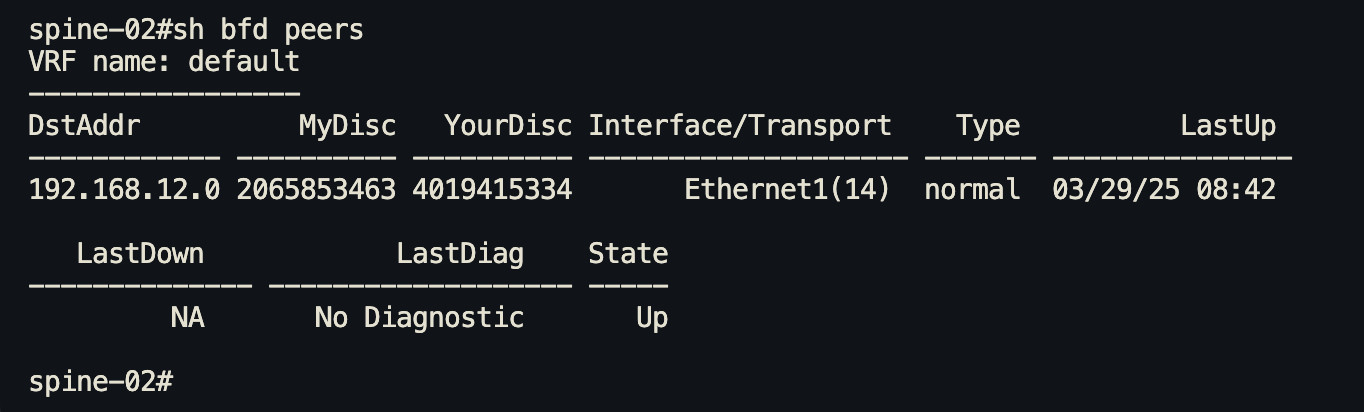 spine-02#sh bfd peers
VRF name: default
-----------------
DstAddr          MyDisc   YourDisc Interface/Transport    Type          LastUp
------------ ---------- ---------- -------------------- ------- ---------------
192.168.12.0 2065853463 4019415334      Ethernet1(14)  normal  03/29/25 08:42
   LastDown            LastDiag    State
-------------- ------------------- -----
         NA       No Diagnostic       Up
spine-02#